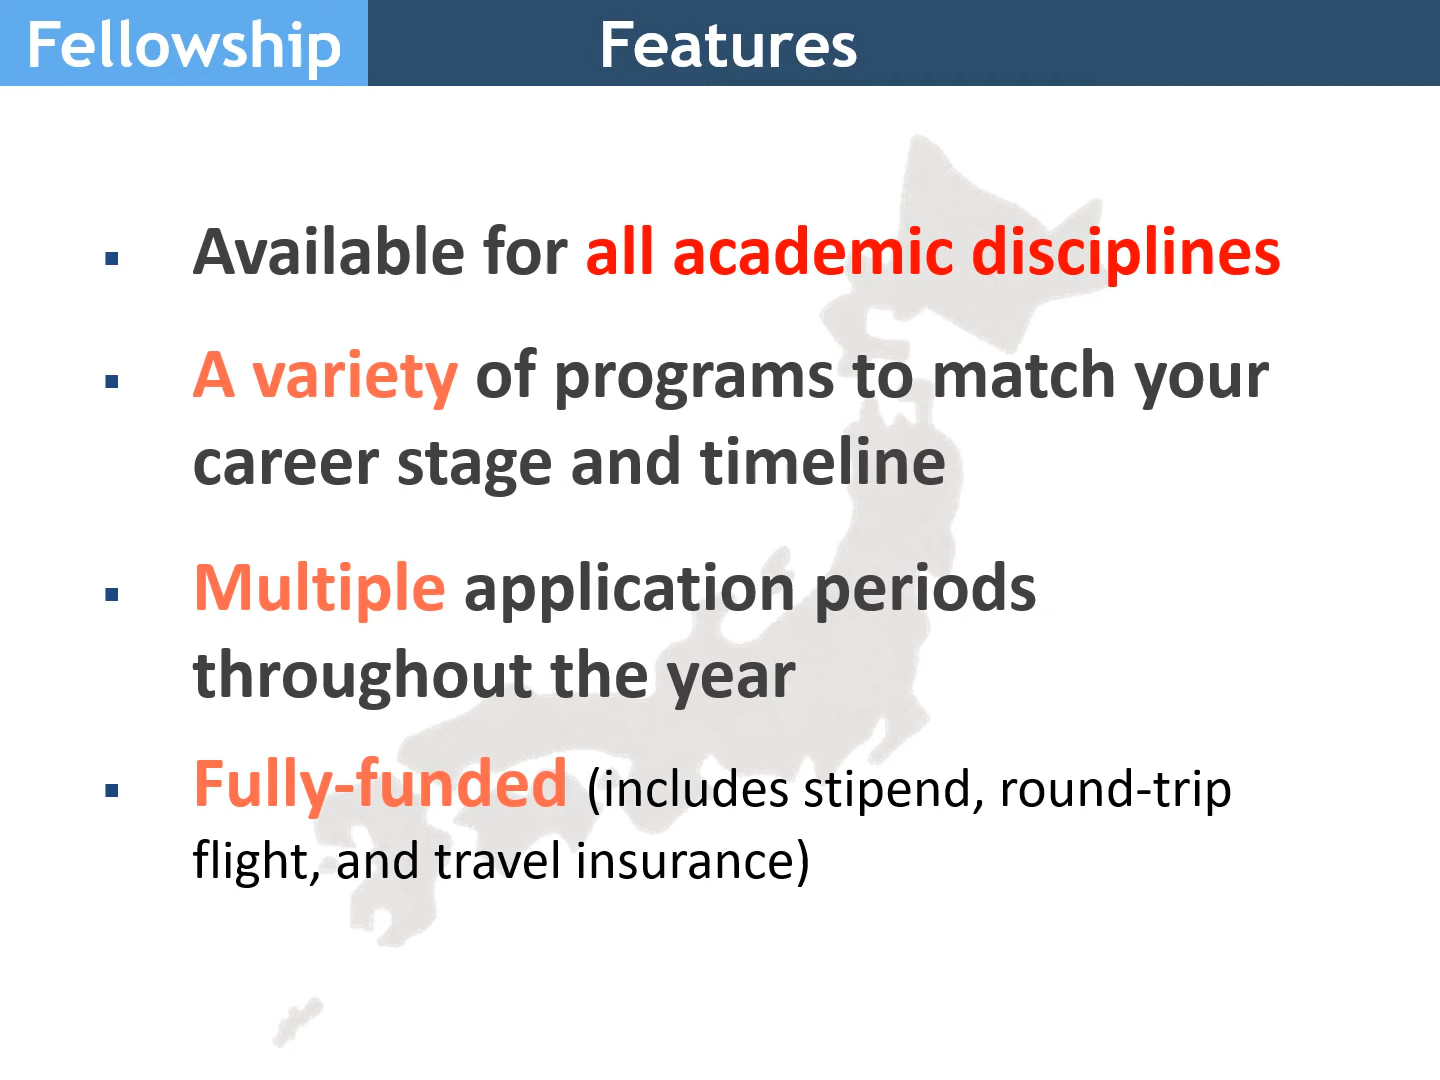 Fellowship Features
▪ Available for all academic disciplines
▪ A variety of programs to match your
career stage and timeline
▪ Multiple application periods
throughout the year
▪ Fully-funded (includes stipend, round-trip
flight, and travel insurance)